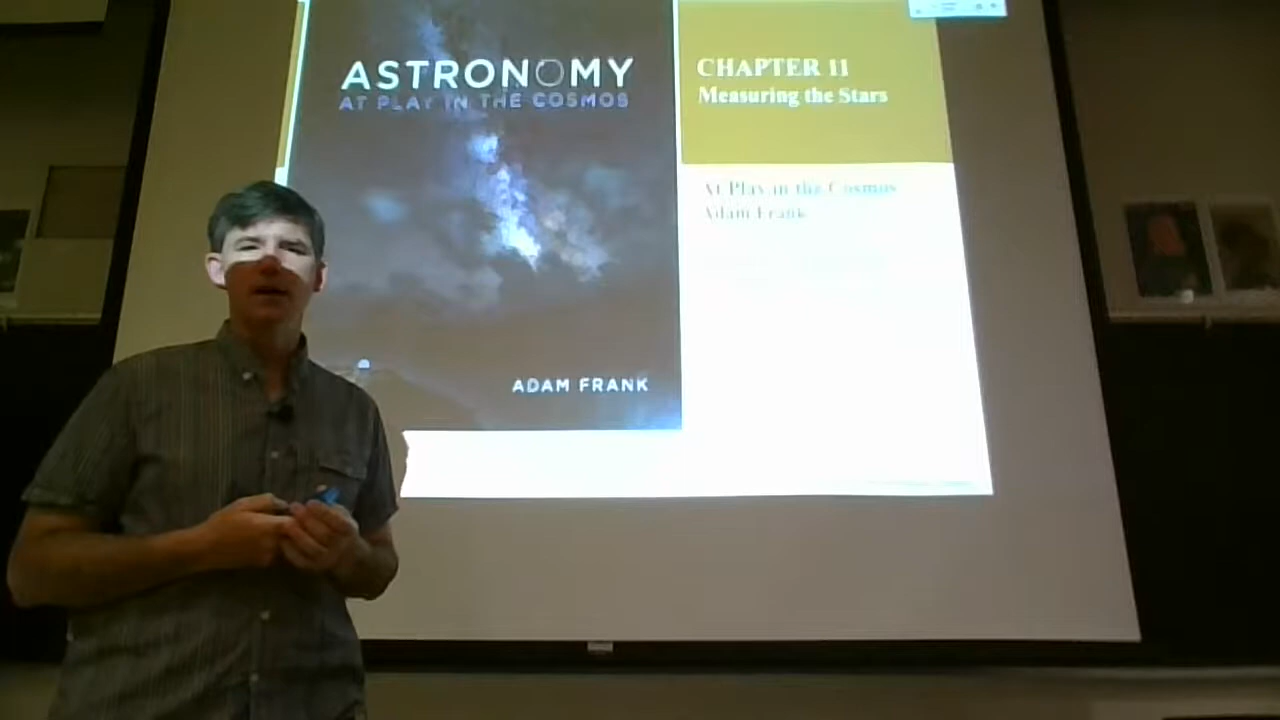 ASTRONOMY
AT PLAY IN THE COSMOS
ADAM FRANK
CHAPTER 11
Measuring the Stars
At Play in the Cosmos
Adam Frank